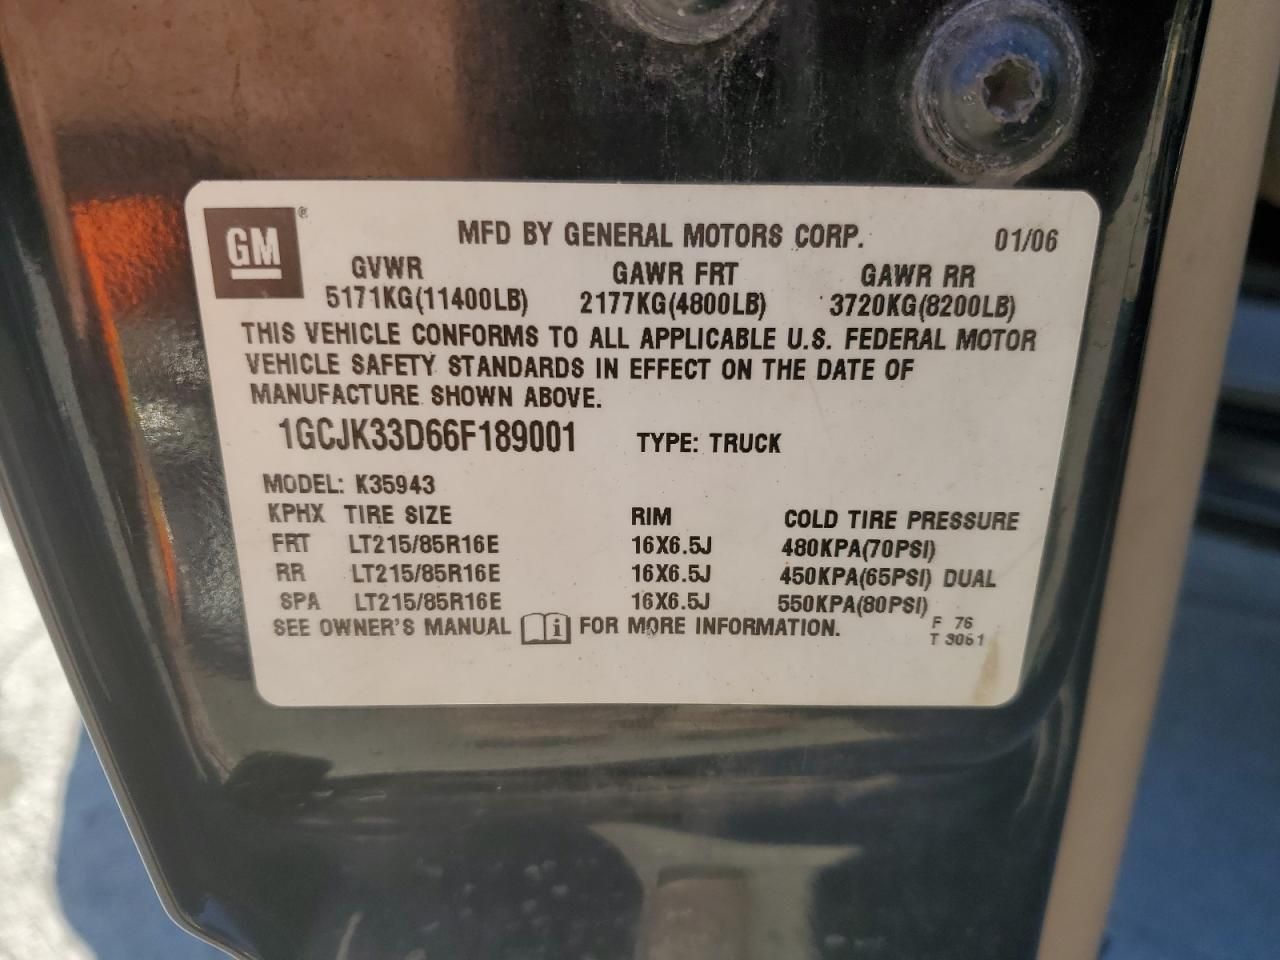 GM ®
MFD BY GENERAL MOTORS CORP. 01/06
GVWR GAWR FRT GAWR RR
5171KG(11400LB) 2177KG(4800LB) 3720KG(8200LB)
THIS VEHICLE CONFORMS TO ALL APPLICABLE U.S. FEDERAL MOTOR
VEHICLE SAFETY STANDARDS IN EFFECT ON THE DATE OF
MANUFACTURE SHOWN ABOVE.
1GCJK33D66F189001 TYPE: TRUCK
MODEL: K35943
KPHX TIRE SIZE RIM COLD TIRE PRESSURE
FRT LT215/85R16E 16X6.5J 480KPA(70PSI)
RR LT215/85R16E 16X6.5J 450KPA(65PSI) DUAL
SPA LT215/85R16E 16X6.5J 550KPA(80PSI)
SEE OWNER'S MANUAL i FOR MORE INFORMATION.
F 76
T 3061